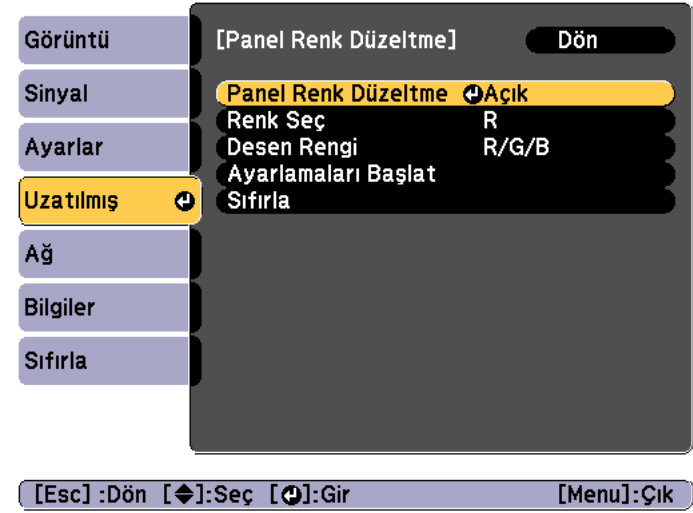 Görüntü
Sinyal
Ayarlar
Uzatılmış
Ağ
Bilgiler
Sıfırla
[Panel Renk Düzeltme] Dön
Panel Renk Düzeltme Açık
Renk Seç R
Desen Rengi R/G/B
Ayarlamaları Başlat
Sıfırla
[Esc] :Dön [◆]:Seç [⏎]:Gir [Menu]:Çık